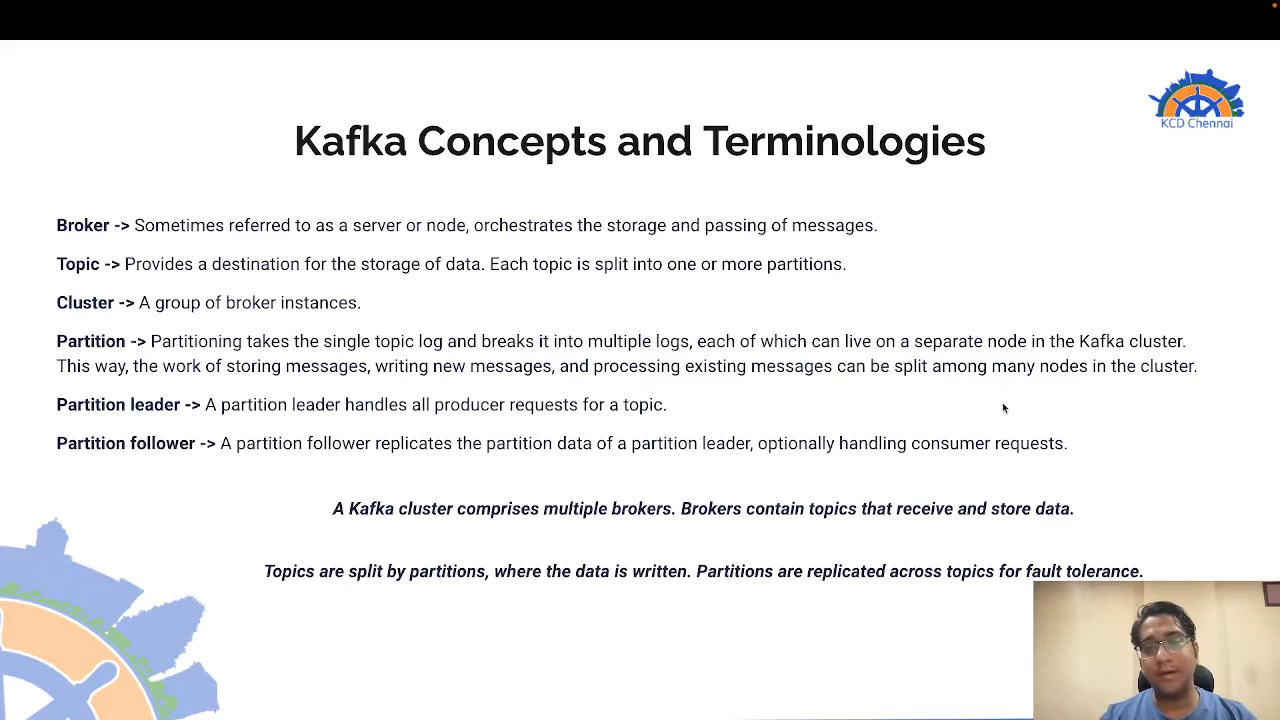 KCD Chennai
Kafka Concepts and Terminologies
Broker -> Sometimes referred to as a server or node, orchestrates the storage and passing of messages.
Topic -> Provides a destination for the storage of data. Each topic is split into one or more partitions.
Cluster -> A group of broker instances.
Partition -> Partitioning takes the single topic log and breaks it into multiple logs, each of which can live on a separate node in the Kafka cluster.
This way, the work of storing messages, writing new messages, and processing existing messages can be split among many nodes in the cluster.
Partition leader -> A partition leader handles all producer requests for a topic.
Partition follower -> A partition follower replicates the partition data of a partition leader, optionally handling consumer requests.
A Kafka cluster comprises multiple brokers. Brokers contain topics that receive and store data.
Topics are split by partitions, where the data is written. Partitions are replicated across topics for fault tolerance.